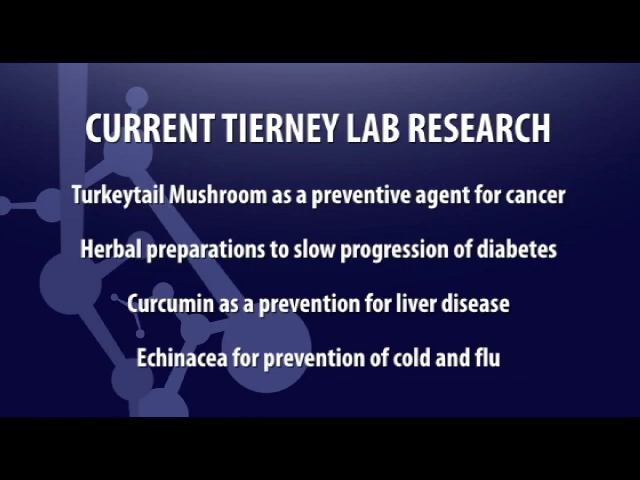 CURRENT TIERNEY LAB RESEARCH
Turkeytail Mushroom as a preventive agent for cancer
Herbal preparations to slow progression of diabetes
Curcumin as a prevention for liver disease
Echinacea for prevention of cold and flu